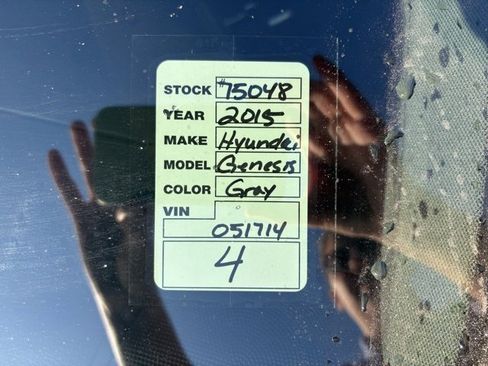 STOCK #75048
YEAR 2015
MAKE Hyundai
MODEL Genesis
COLOR Gray
VIN
051714
4